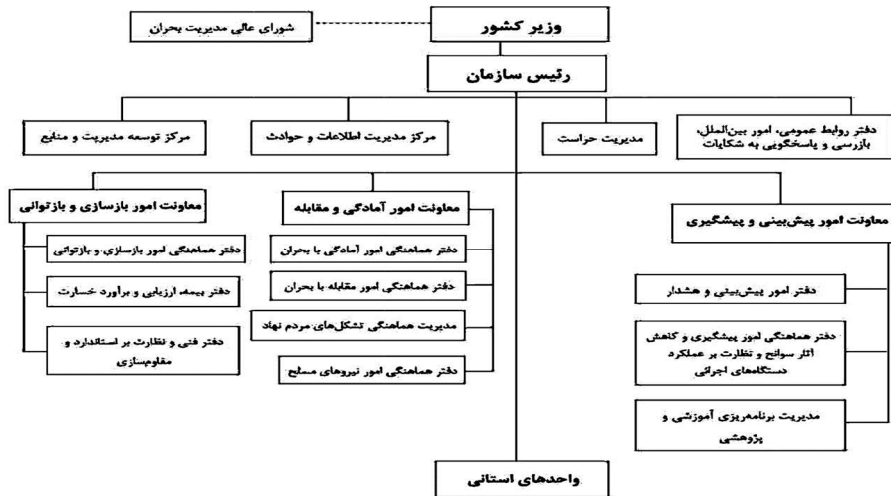 وزیر کشور
شورای عالی مدیریت بحران
رئیس سازمان
دفتر روابط عمومی، امور بین‌الملل،
بازرسی و پاسخگویی به شکایات
مدیریت حراست
مرکز مدیریت اطلاعات و حوادث
مرکز توسعه مدیریت و منابع
معاونت امور پیش‌بینی و پیشگیری
دفتر امور پیش‌بینی و هشدار
دفتر هماهنگی امور پیشگیری و کاهش
آثار سوانح و نظارت بر عملکرد
دستگاه‌های اجرائی
مدیریت برنامه‌ریزی آموزشی و
پژوهشی
معاونت امور آمادگی و مقابله
دفتر هماهنگی امور آمادگی با بحران
دفتر هماهنگی امور مقابله با بحران
مدیریت هماهنگی تشکل‌های مردم نهاد
دفتر هماهنگی امور نیروهای مسلح
معاونت امور بازسازی و بازتوانی
دفتر هماهنگی امور بازسازی و بازتوانی
دفتر بیمه، ارزیابی و برآورد خسارت
دفتر فنی و نظارت بر استاندارد و
مقاوم‌سازی
واحدهای استانی